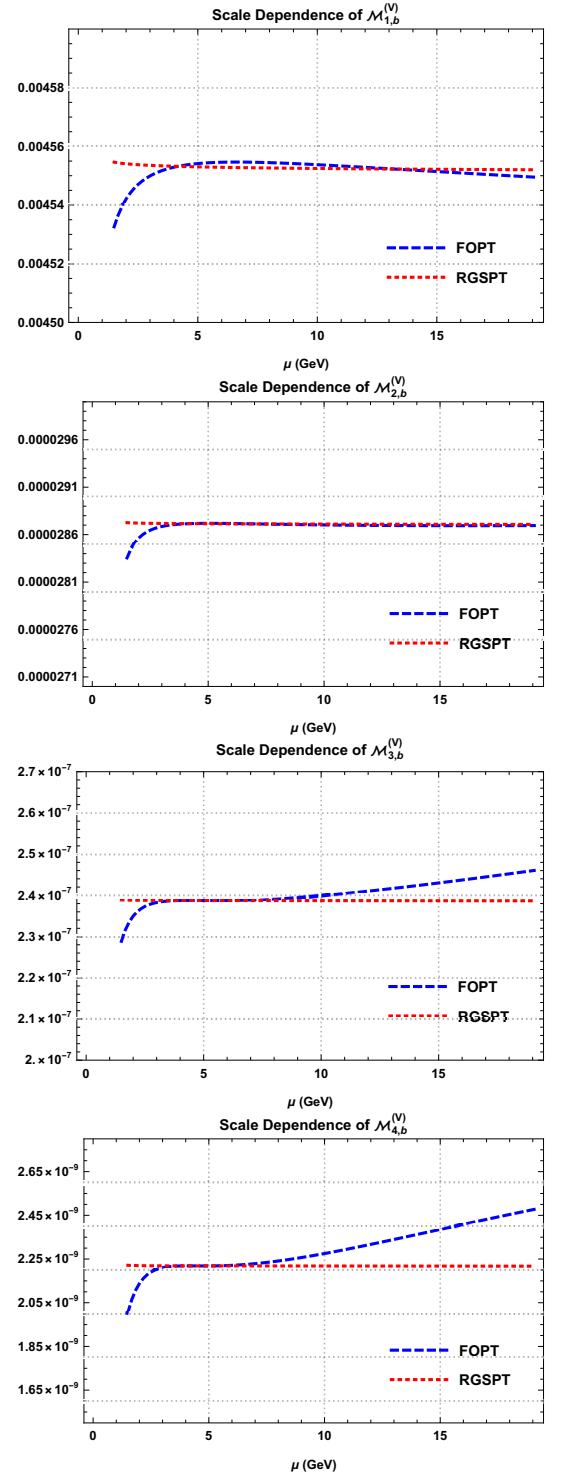 Scale Dependence of ℳ₁,b^(V)
0.00458
0.00456
0.00454
0.00452
0.00450
FOPT
RGSPT
0 5 10 15
μ (GeV)
Scale Dependence of ℳ₂,b^(V)
0.0000296
0.0000291
0.0000286
0.0000281
0.0000276
0.0000271
FOPT
RGSPT
0 5 10 15
μ (GeV)
Scale Dependence of ℳ₃,b^(V)
2.7×10⁻⁷
2.6×10⁻⁷
2.5×10⁻⁷
2.4×10⁻⁷
2.3×10⁻⁷
2.2×10⁻⁷
2.1×10⁻⁷
2.×10⁻⁷
FOPT
RGSPT
0 5 10 15
μ (GeV)
Scale Dependence of ℳ₄,b^(V)
2.65×10⁻⁹
2.45×10⁻⁹
2.25×10⁻⁹
2.05×10⁻⁹
1.85×10⁻⁹
1.65×10⁻⁹
FOPT
RGSPT
0 5 10 15
μ (GeV)